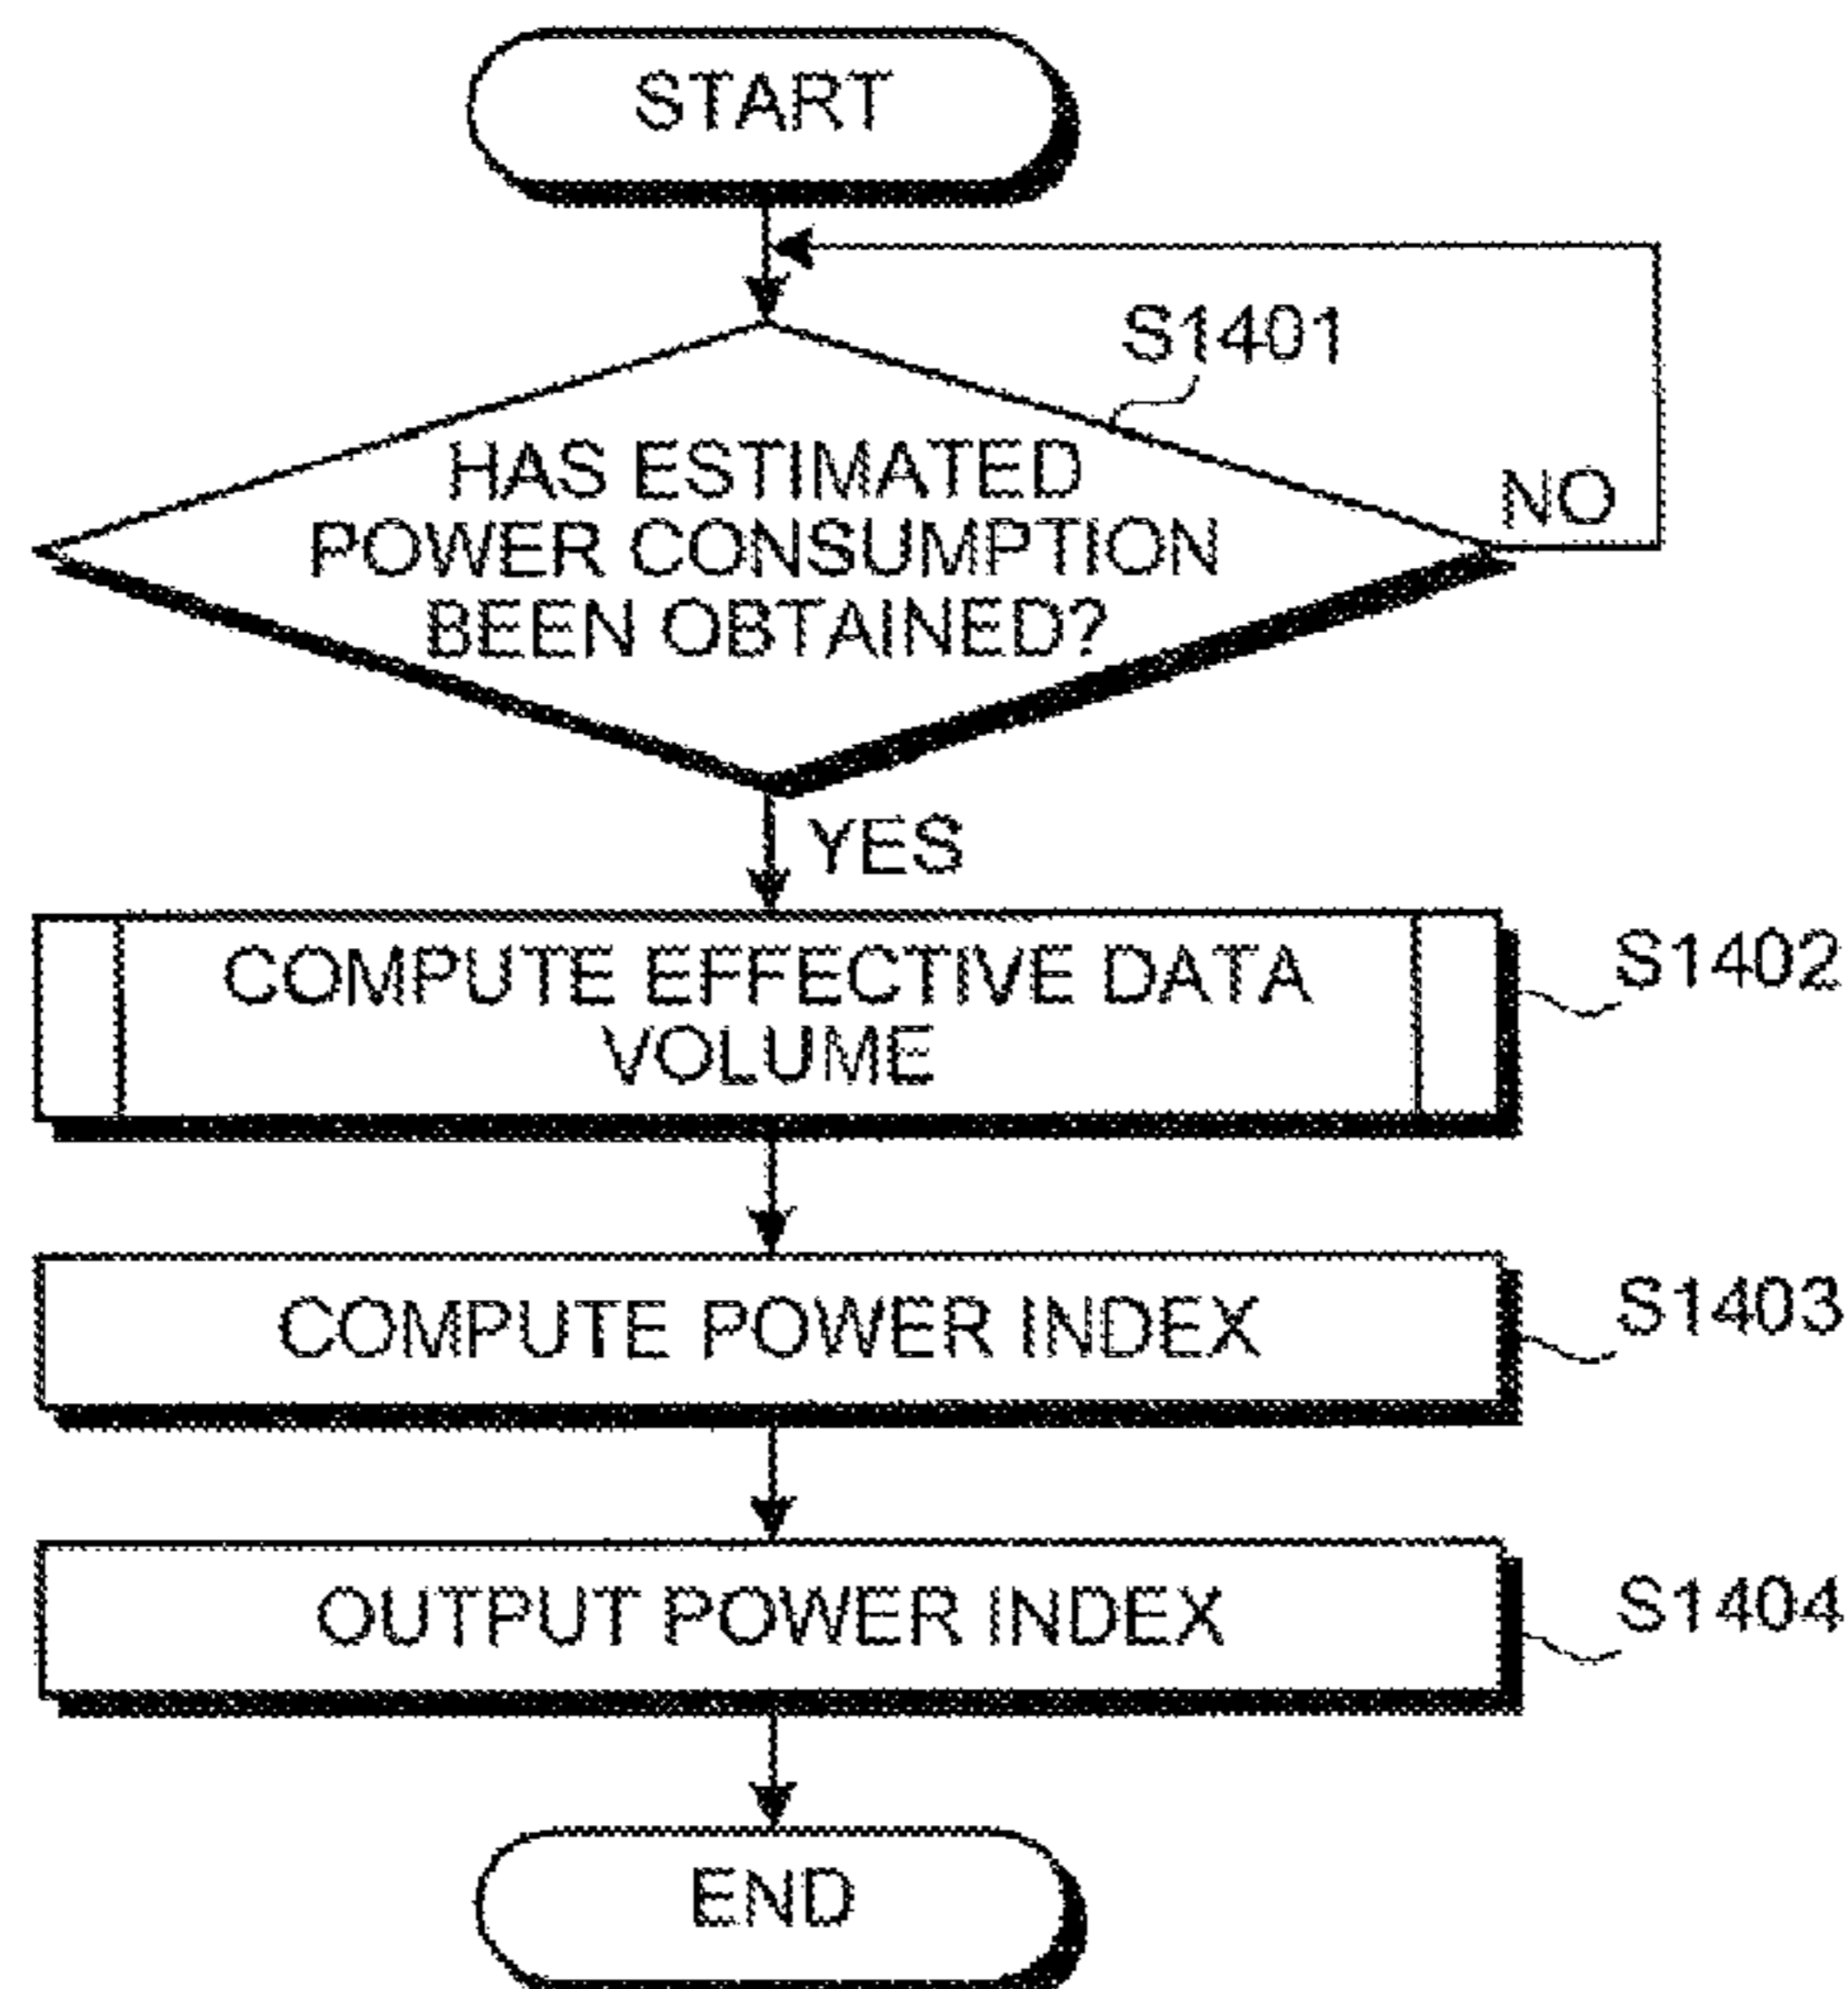 START
S1401
HAS ESTIMATED
POWER CONSUMPTION
BEEN OBTAINED?
NO
YES
COMPUTE EFFECTIVE DATA
VOLUME
S1402
COMPUTE POWER INDEX
S1403
OUTPUT POWER INDEX
S1404
END